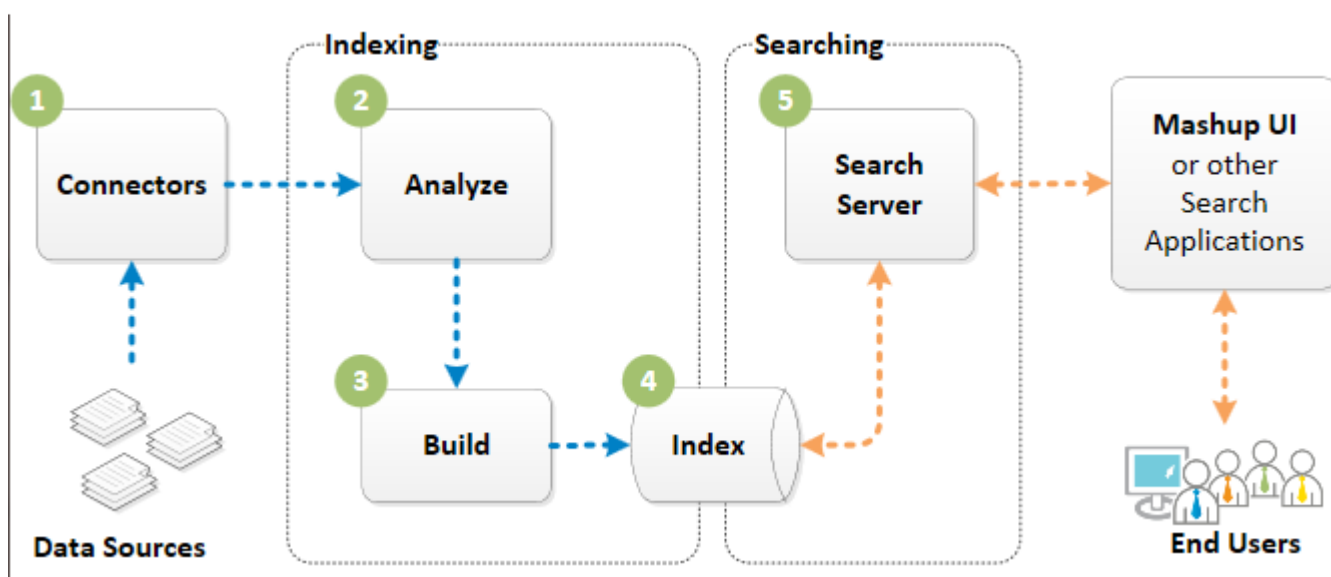 Indexing
Searching
1
2
5
Connectors
Analyze
Search
Server
Mashup UI
or other
Search
Applications
3
4
Build
Index
Data Sources
End Users